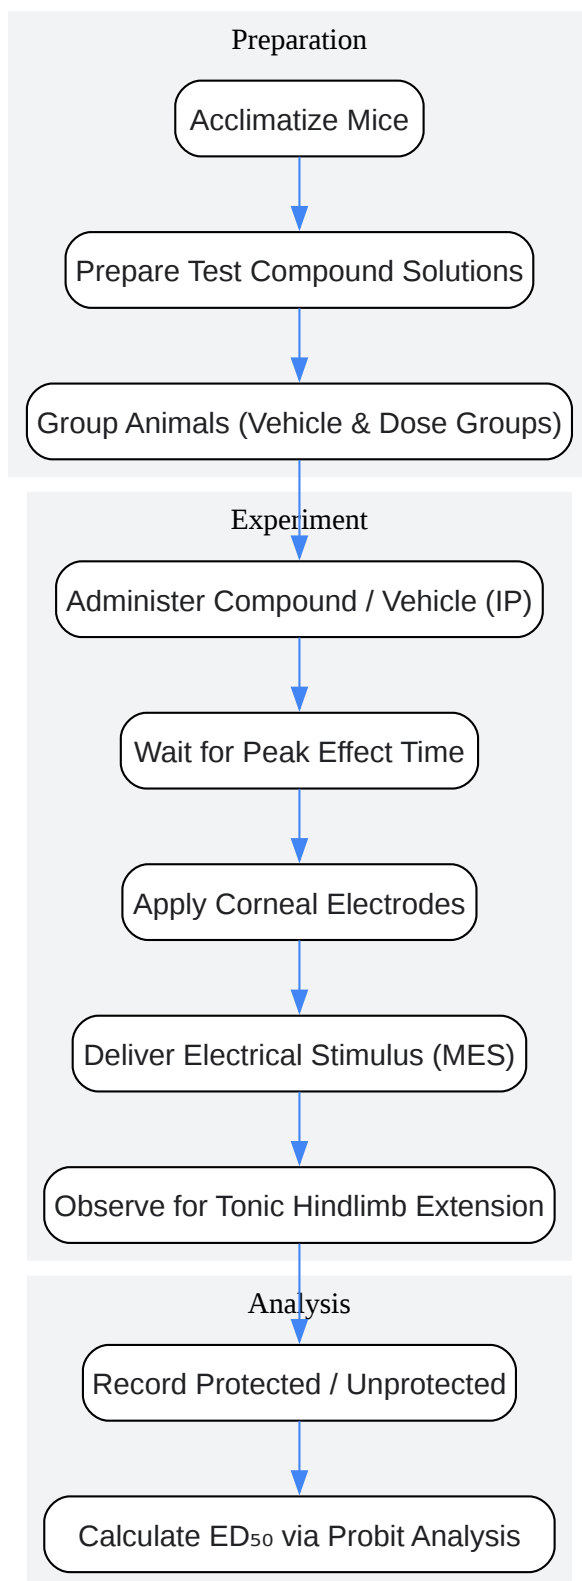 Preparation
Acclimatize Mice
Prepare Test Compound Solutions
Group Animals (Vehicle & Dose Groups)
Experiment
Administer Compound / Vehicle (IP)
Wait for Peak Effect Time
Apply Corneal Electrodes
Deliver Electrical Stimulus (MES)
Observe for Tonic Hindlimb Extension
Analysis
Record Protected / Unprotected
Calculate ED₅₀ via Probit Analysis